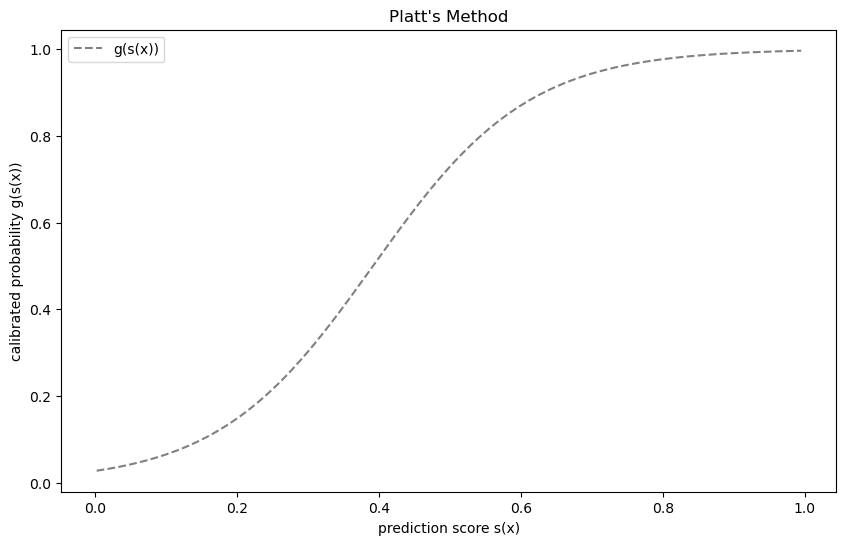 Platt's Method
g(s(x))
calibrated probability g(s(x))
1.0
0.8
0.6
0.4
0.2
0.0
0.0 0.2 0.4 0.6 0.8 1.0
prediction score s(x)